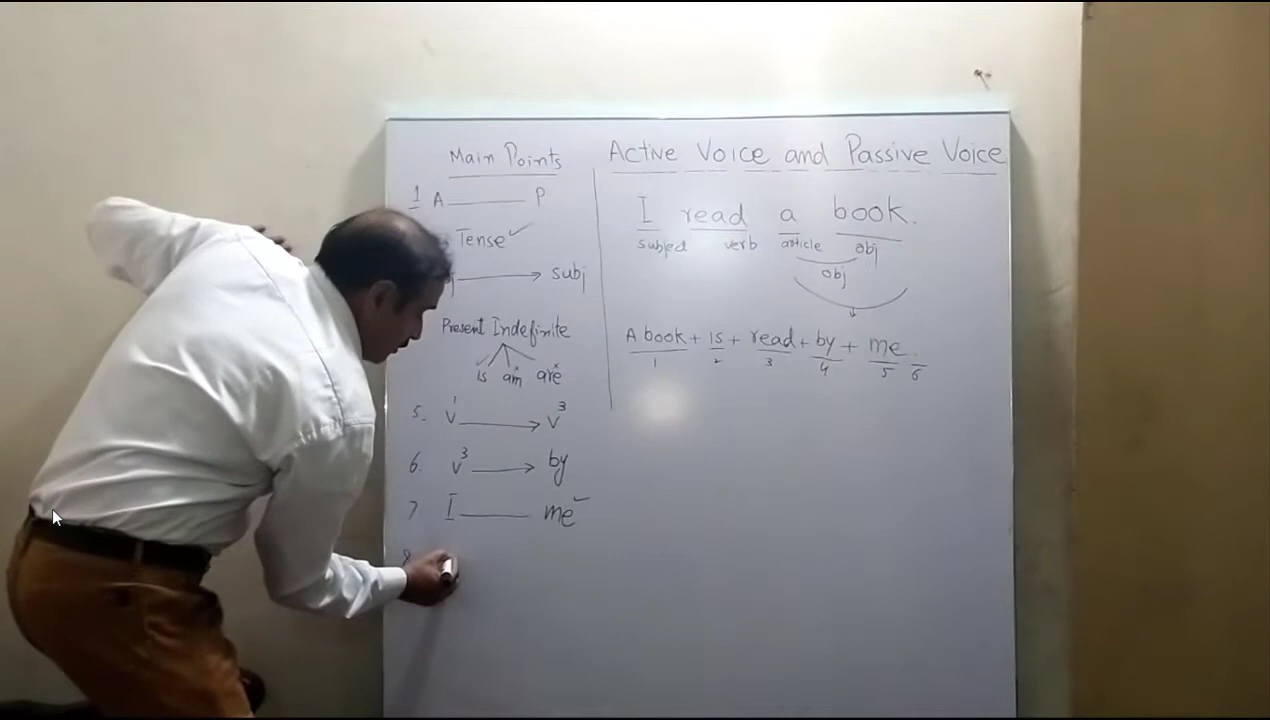 Main Points
1 A P
Tense ✓
→ subj
Present Indefinite
is am are
5. V1 → V3
6. V3 → by
7 I me ✓
8
Active Voice and Passive Voice
I read a book.
subject verb article obj
obj
A book + is + read + by + me.
1 2 3 4 5 6